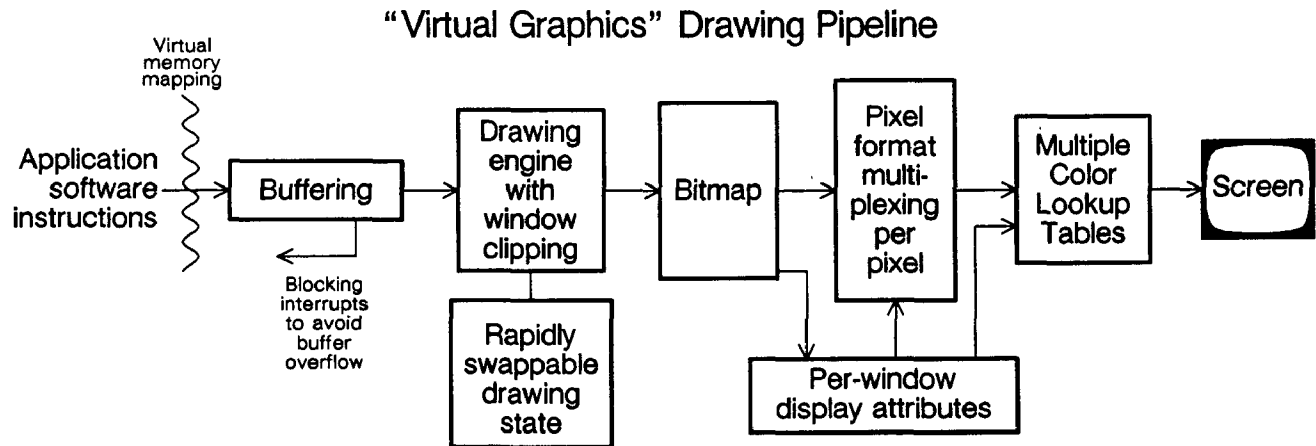 “Virtual Graphics” Drawing Pipeline
Virtual
memory
mapping
Application
software
instructions
Buffering
Blocking
interrupts
to avoid
buffer
overflow
Drawing
engine
with
window
clipping
Rapidly
swappable
drawing
state
Bitmap
Pixel
format
multi-
plexing
per
pixel
Per-window
display attributes
Multiple
Color
Lookup
Tables
Screen